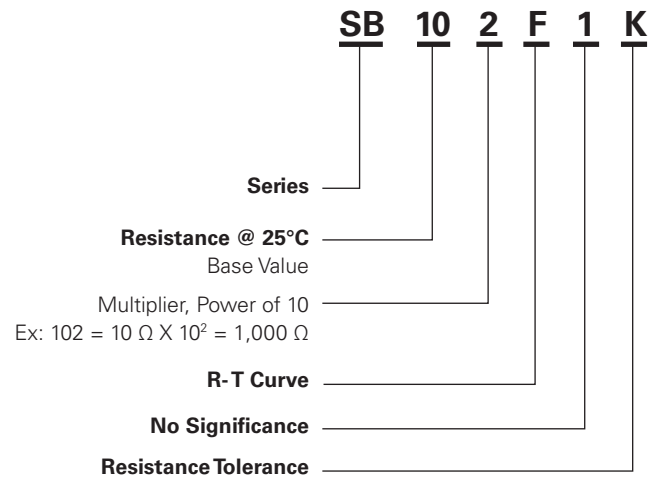 SB 10 2 F 1 K
Series
Resistance @ 25°C
Base Value
Multiplier, Power of 10
Ex: 102 = 10 Ω X 10² = 1,000 Ω
R-T Curve
No Significance
Resistance Tolerance